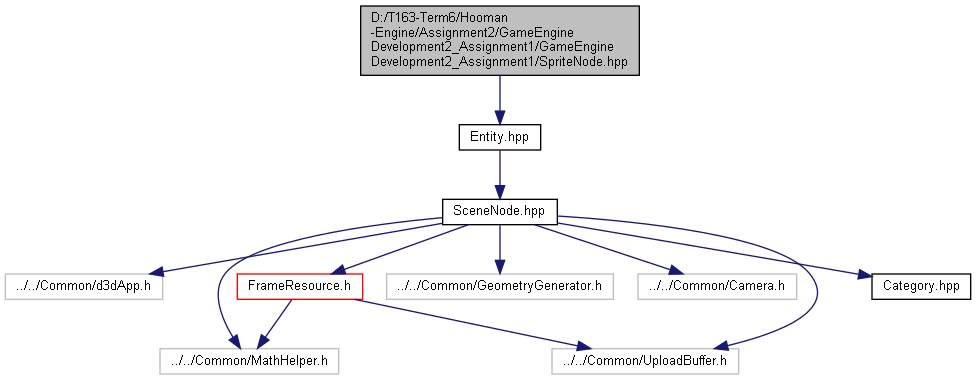 D:/T163-Term6/Hooman
-Engine/Assignment2/GameEngine
Development2_Assignment1/GameEngine
Development2_Assignment1/SpriteNode.hpp
Entity.hpp
SceneNode.hpp
../../Common/d3dApp.h
FrameResource.h
../../Common/GeometryGenerator.h
../../Common/Camera.h
Category.hpp
../../Common/MathHelper.h
../../Common/UploadBuffer.h